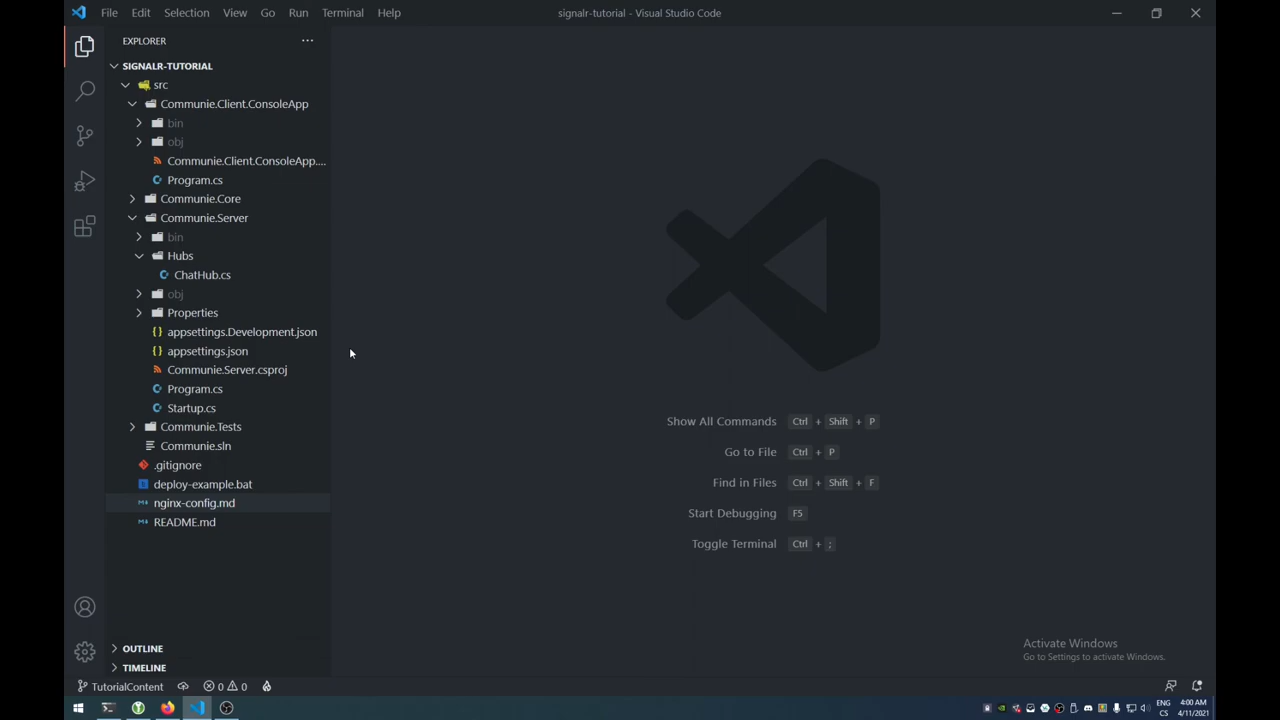 File Edit Selection View Go Run Terminal Help signalr-tutorial - Visual Studio Code
EXPLORER
SIGNALR-TUTORIAL
src
Communie.Client.ConsoleApp
bin
obj
Communie.Client.ConsoleApp....
Program.cs
Communie.Core
Communie.Server
bin
Hubs
ChatHub.cs
obj
Properties
appsettings.Development.json
appsettings.json
Communie.Server.csproj
Program.cs
Startup.cs
Communie.Tests
Communie.sln
.gitignore
deploy-example.bat
nginx-config.md
README.md
OUTLINE
TIMELINE
Show All Commands Ctrl + Shift + P
Go to File Ctrl + P
Find in Files Ctrl + Shift + F
Start Debugging F5
Toggle Terminal Ctrl + ;
Activate Windows
Go to Settings to activate Windows.
TutorialContent 0 0
ENG
CS
4:00 AM
4/11/2021